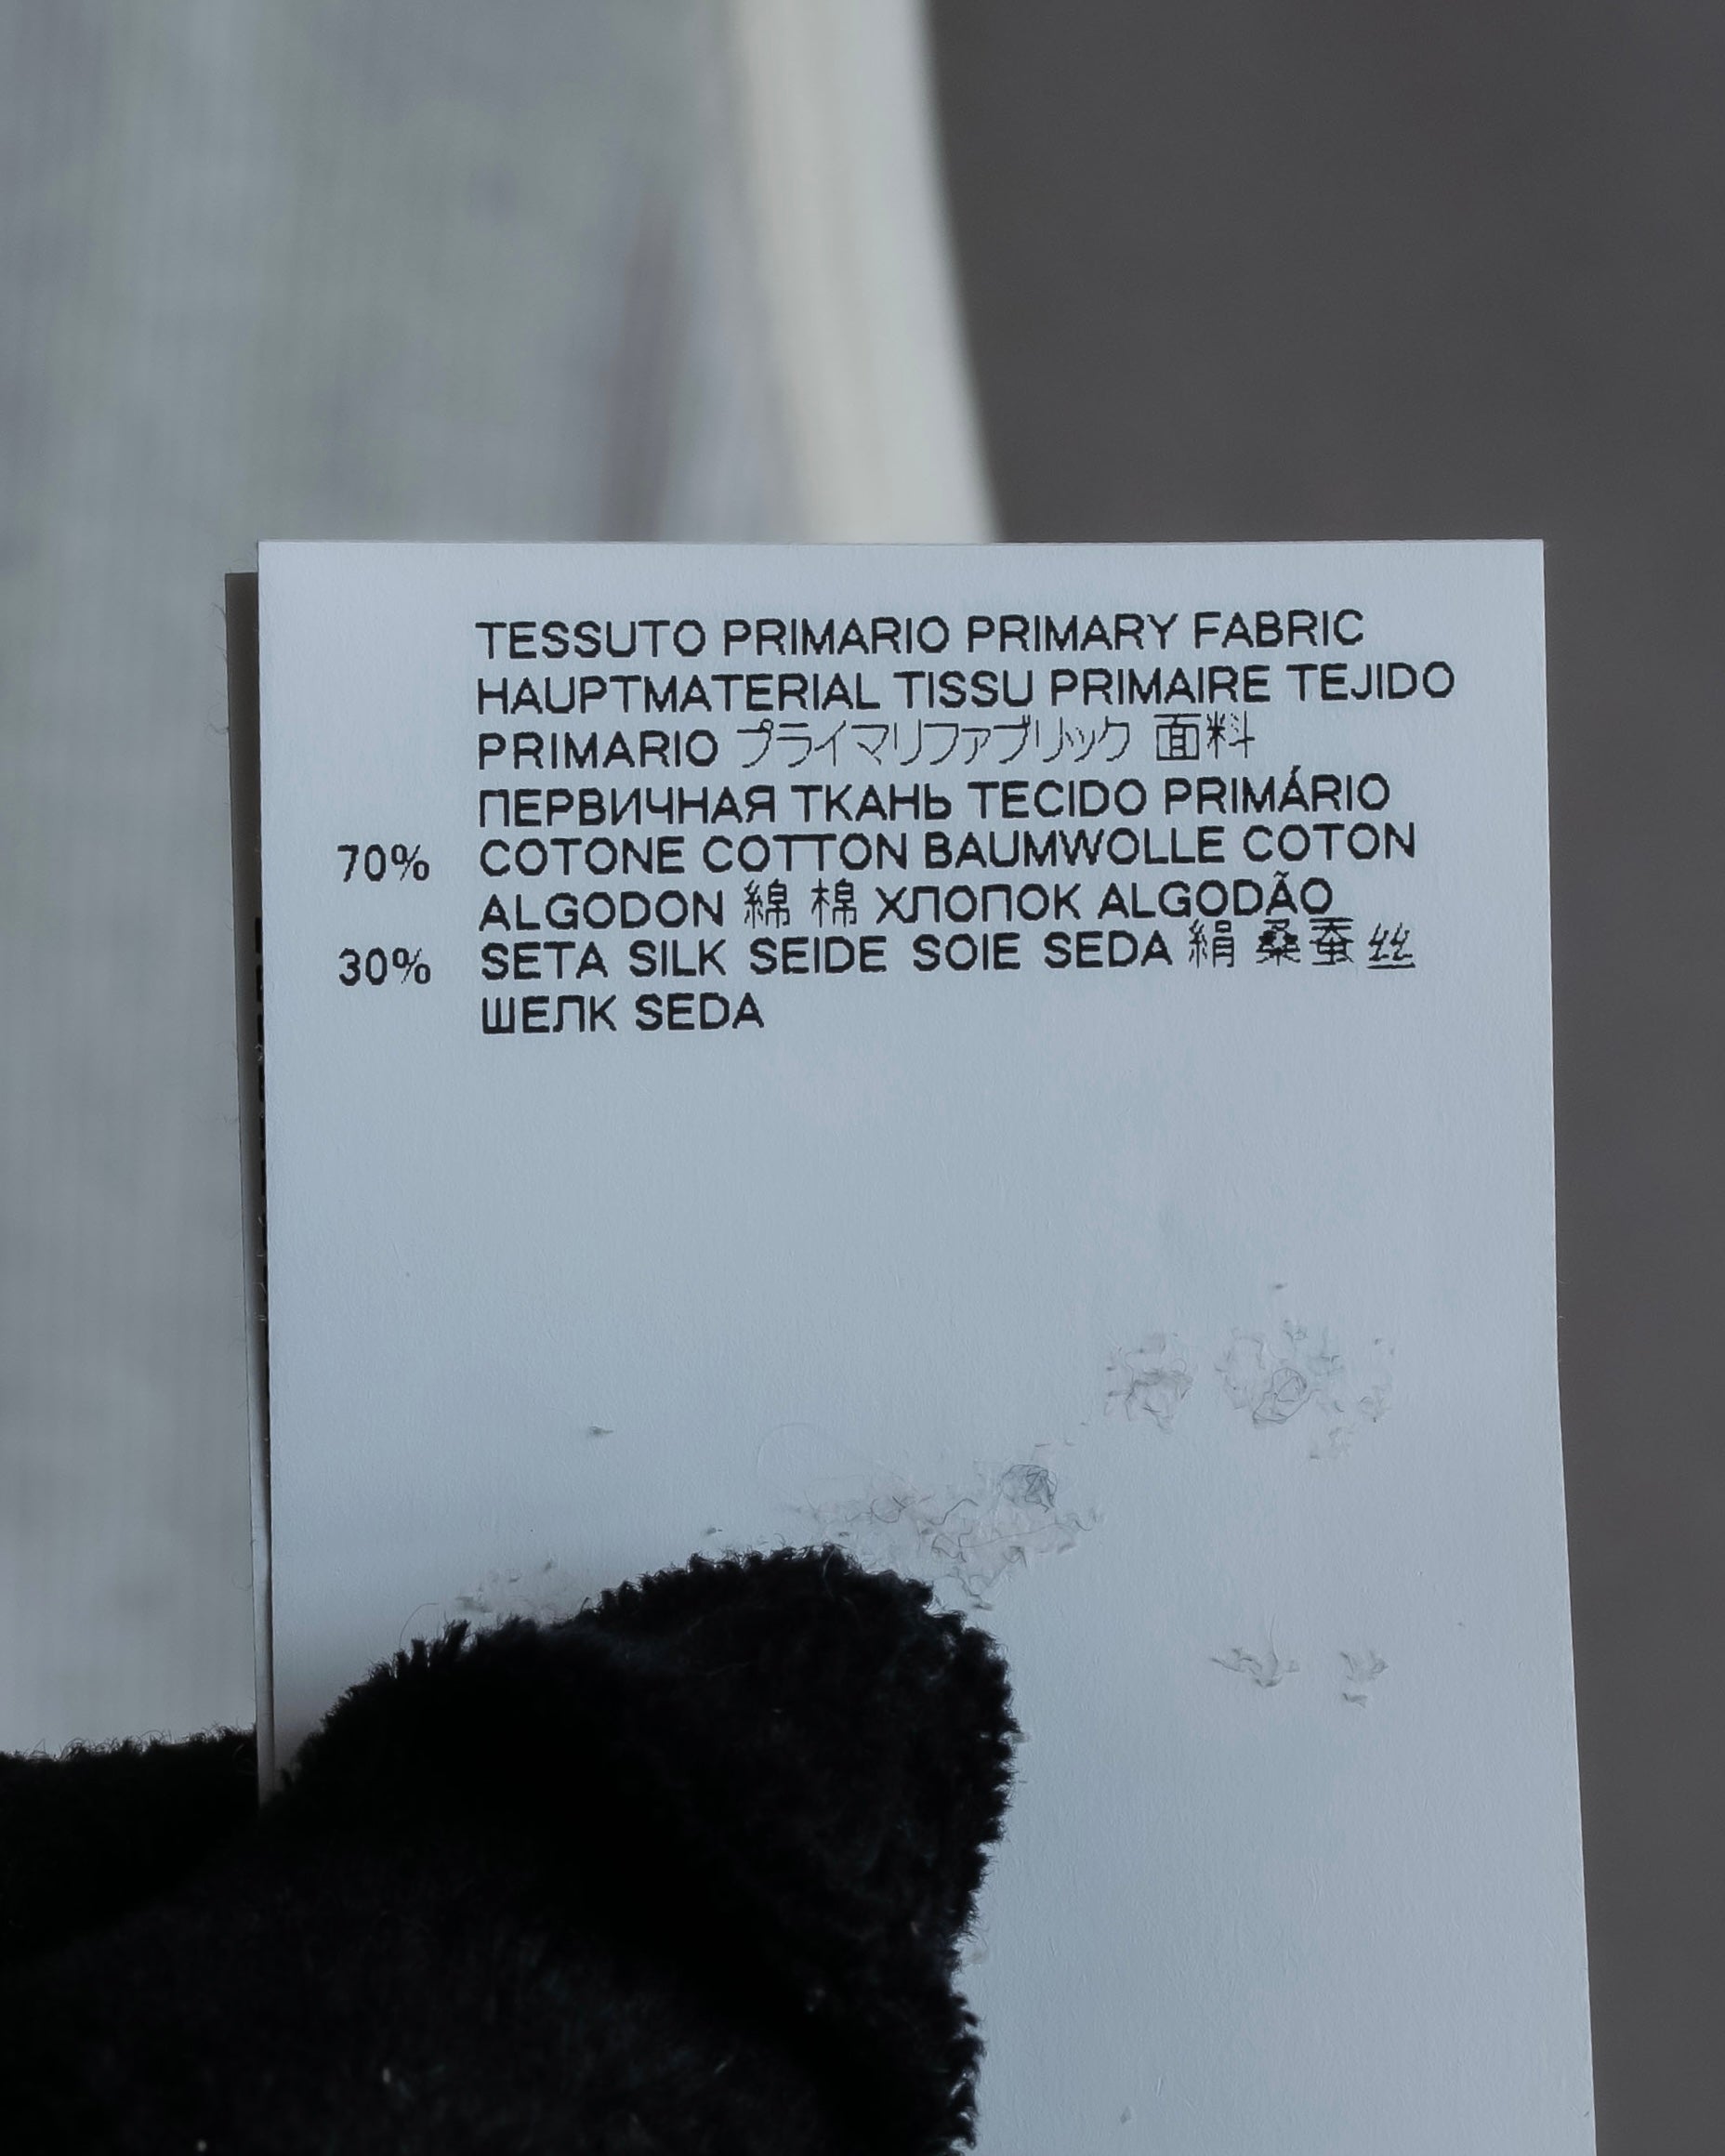 TESSUTO PRIMARIO PRIMARY FABRIC
HAUPTMATERIAL TISSU PRIMAIRE TEJIDO
PRIMARIO プライマリファブリック 面料
ПЕРВИЧНАЯ ТКАНЬ TECIDO PRIMÁRIO
70% COTONE COTTON BAUMWOLLE COTON
ALGODON 綿 棉 ХЛОПОК ALGODÃO
30% SETA SILK SEIDE SOIE SEDA 絹 桑蚕丝
ШЕЛК SEDA